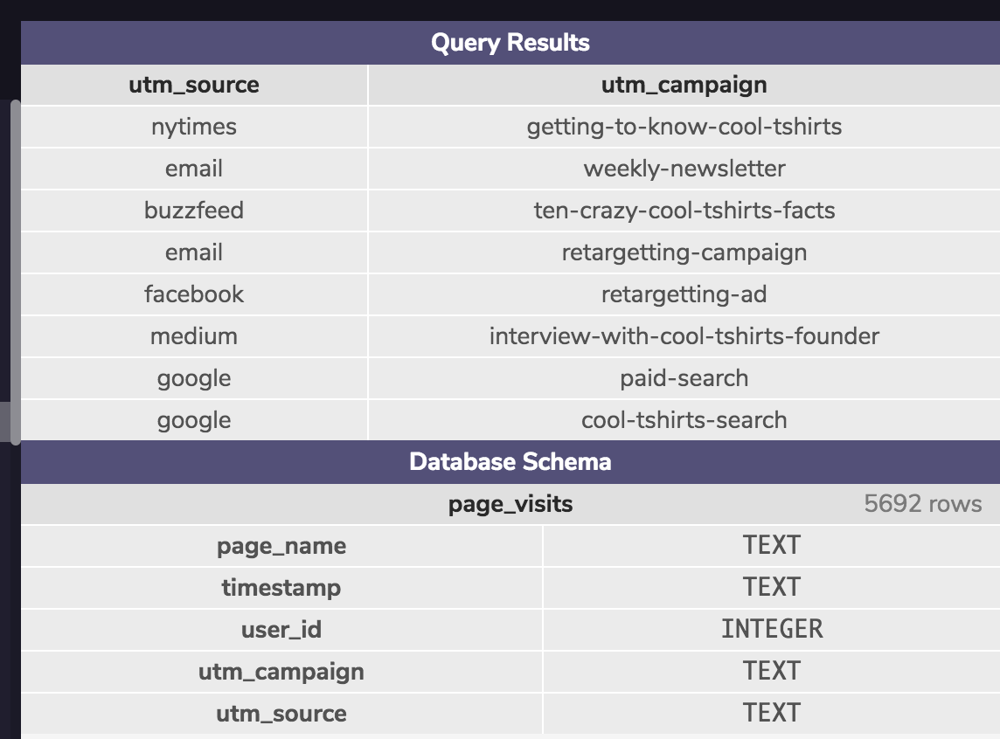 Query Results
utm_source utm_campaign
nytimes getting-to-know-cool-tshirts
email weekly-newsletter
buzzfeed ten-crazy-cool-tshirts-facts
email retargetting-campaign
facebook retargetting-ad
medium interview-with-cool-tshirts-founder
google paid-search
google cool-tshirts-search
Database Schema
page_visits 5692 rows
page_name TEXT
timestamp TEXT
user_id INTEGER
utm_campaign TEXT
utm_source TEXT